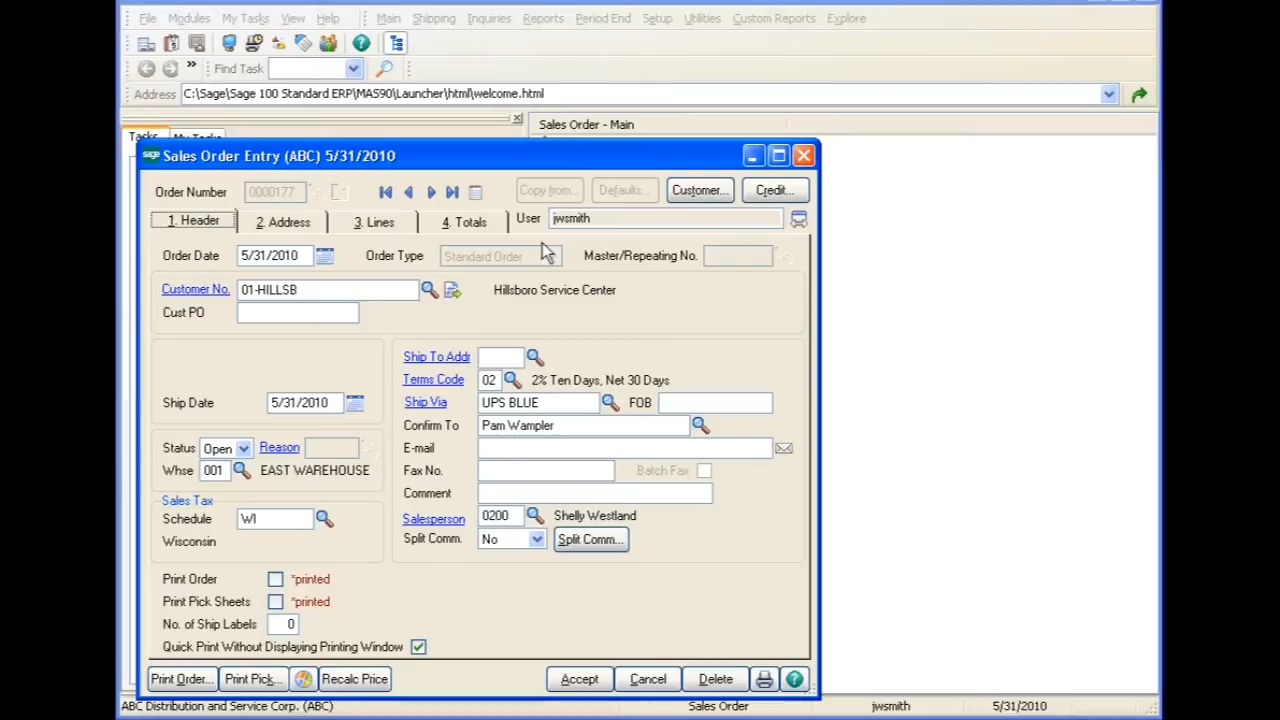 File Modules My Tasks View Help Main Shipping Inquiries Reports Period End Setup Utilities Custom Reports Explore
» Find Task
Address C:\Sage\Sage 100 Standard ERP\MAS90\Launcher\html\welcome.html
Sales Order - Main
Tasks My Tasks
sage Sales Order Entry (ABC) 5/31/2010
Order Number 0000177 Copy from... Defaults... Customer... Credit...
1. Header 2. Address 3. Lines 4. Totals User jwsmith
Order Date 5/31/2010 Order Type Standard Order Master/Repeating No.
Customer No. 01-HILLSB Hillsboro Service Center
Cust PO
Ship To Addr
Terms Code 02 2% Ten Days, Net 30 Days
Ship Date 5/31/2010 Ship Via UPS BLUE FOB
Confirm To Pam Wampler
Status Open Reason E-mail
Whse 001 EAST WAREHOUSE Fax No. Batch Fax
Sales Tax Comment
Schedule WI Salesperson 0200 Shelly Westland
Wisconsin Split Comm. No Split Comm...
Print Order *printed
Print Pick Sheets *printed
No. of Ship Labels 0
Quick Print Without Displaying Printing Window
Print Order... Print Pick... Recalc Price Accept Cancel Delete
ABC Distribution and Service Corp. (ABC) Sales Order jwsmith 5/31/2010